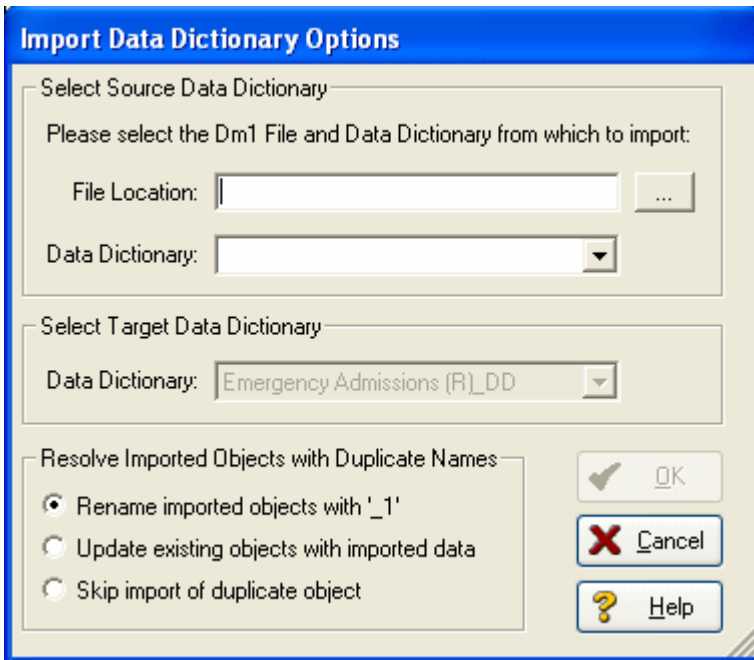 Import Data Dictionary Options
Select Source Data Dictionary
Please select the Dm1 File and Data Dictionary from which to import:
File Location:
...
Data Dictionary:
Select Target Data Dictionary
Data Dictionary: Emergency Admissions (R)_DD
Resolve Imported Objects with Duplicate Names
Rename imported objects with '_1'
Update existing objects with imported data
Skip import of duplicate object
OK
Cancel
Help